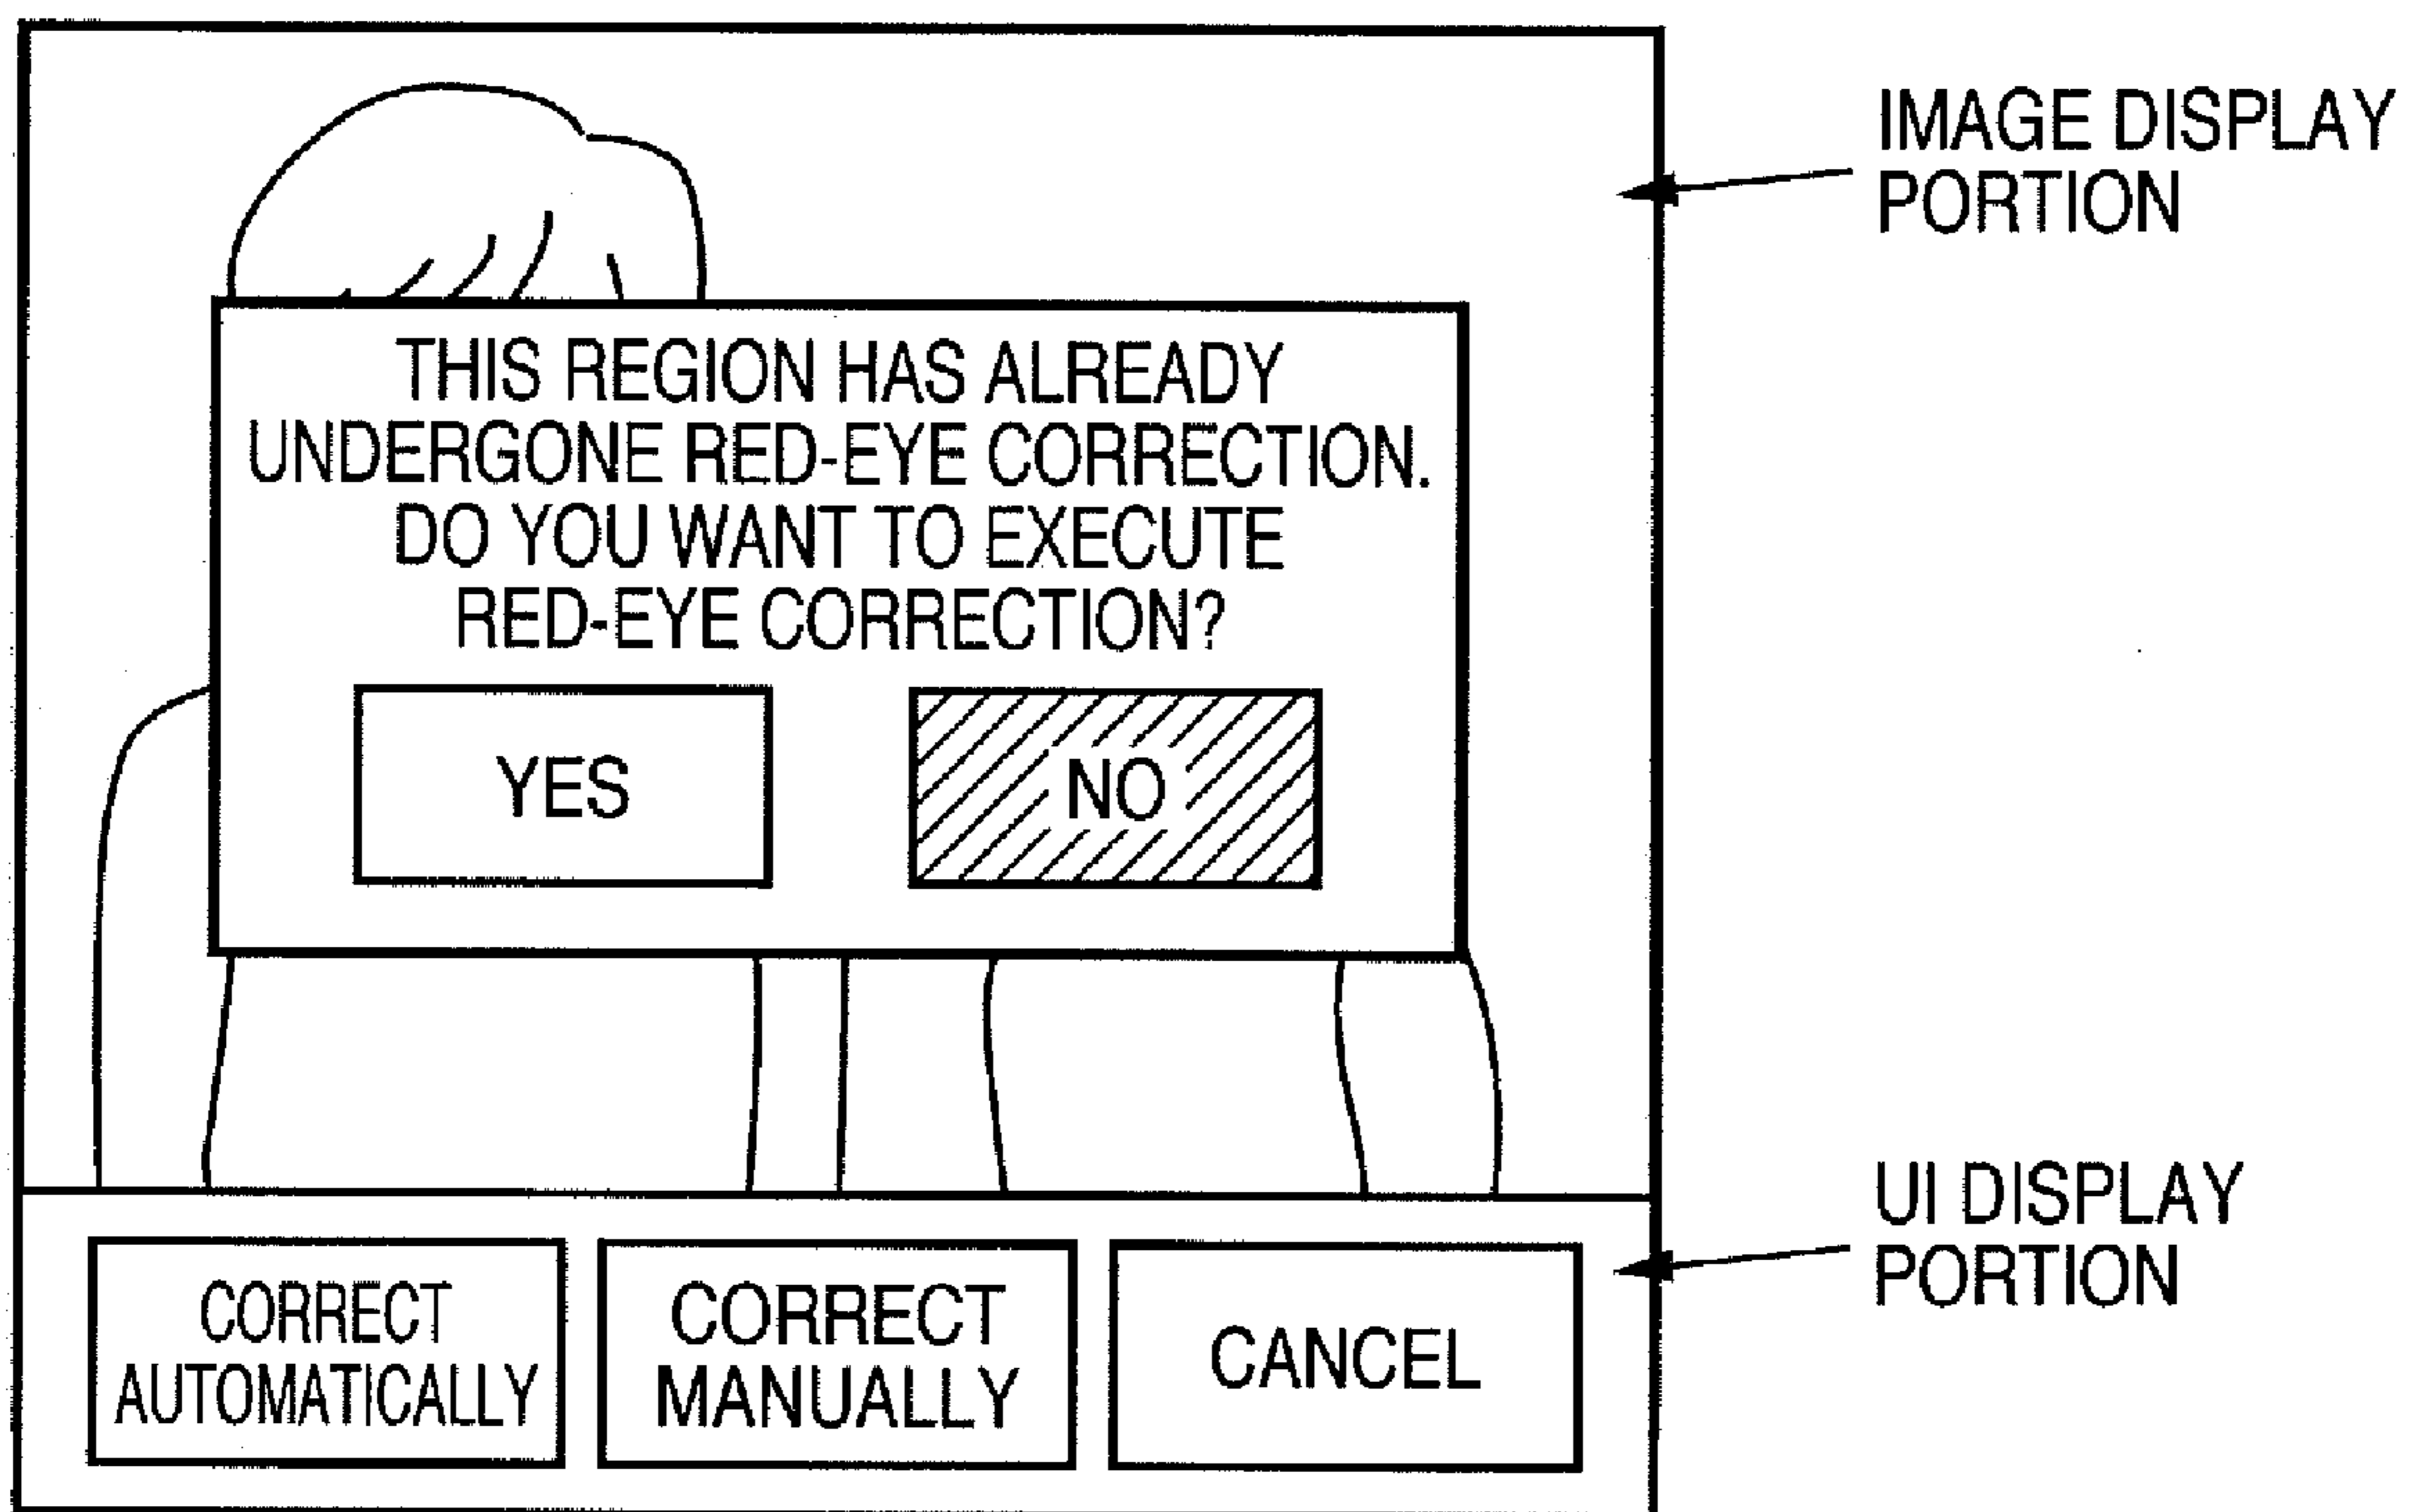 IMAGE DISPLAY
PORTION
THIS REGION HAS ALREADY
UNDERGONE RED-EYE CORRECTION.
DO YOU WANT TO EXECUTE
RED-EYE CORRECTION?
YES
NO
UI DISPLAY
PORTION
CORRECT
AUTOMATICALLY
CORRECT
MANUALLY
CANCEL